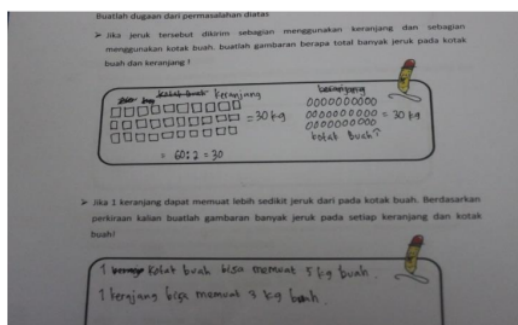 Buatlah dugaan dari permasalahan diatas
➢ Jika jeruk tersebut dikirim sebagian menggunakan keranjang dan sebagian
menggunakan kotak buah, buatlah gambaran berapa total banyak jeruk pada kotak
buah dan keranjang !
kotak buah keranjang
keranjang
= 30 kg
= 30 kg
kotak buah?
= 60 : 2 = 30
➢ Jika 1 keranjang dapat memuat lebih sedikit jeruk dari pada kotak buah. Berdasarkan
perkiraan kalian buatlah gambaran banyak jeruk pada setiap keranjang dan kotak
buah!
1 kotak buah bisa memuat 5 kg buah.
1 keranjang bisa memuat 3 kg buah.